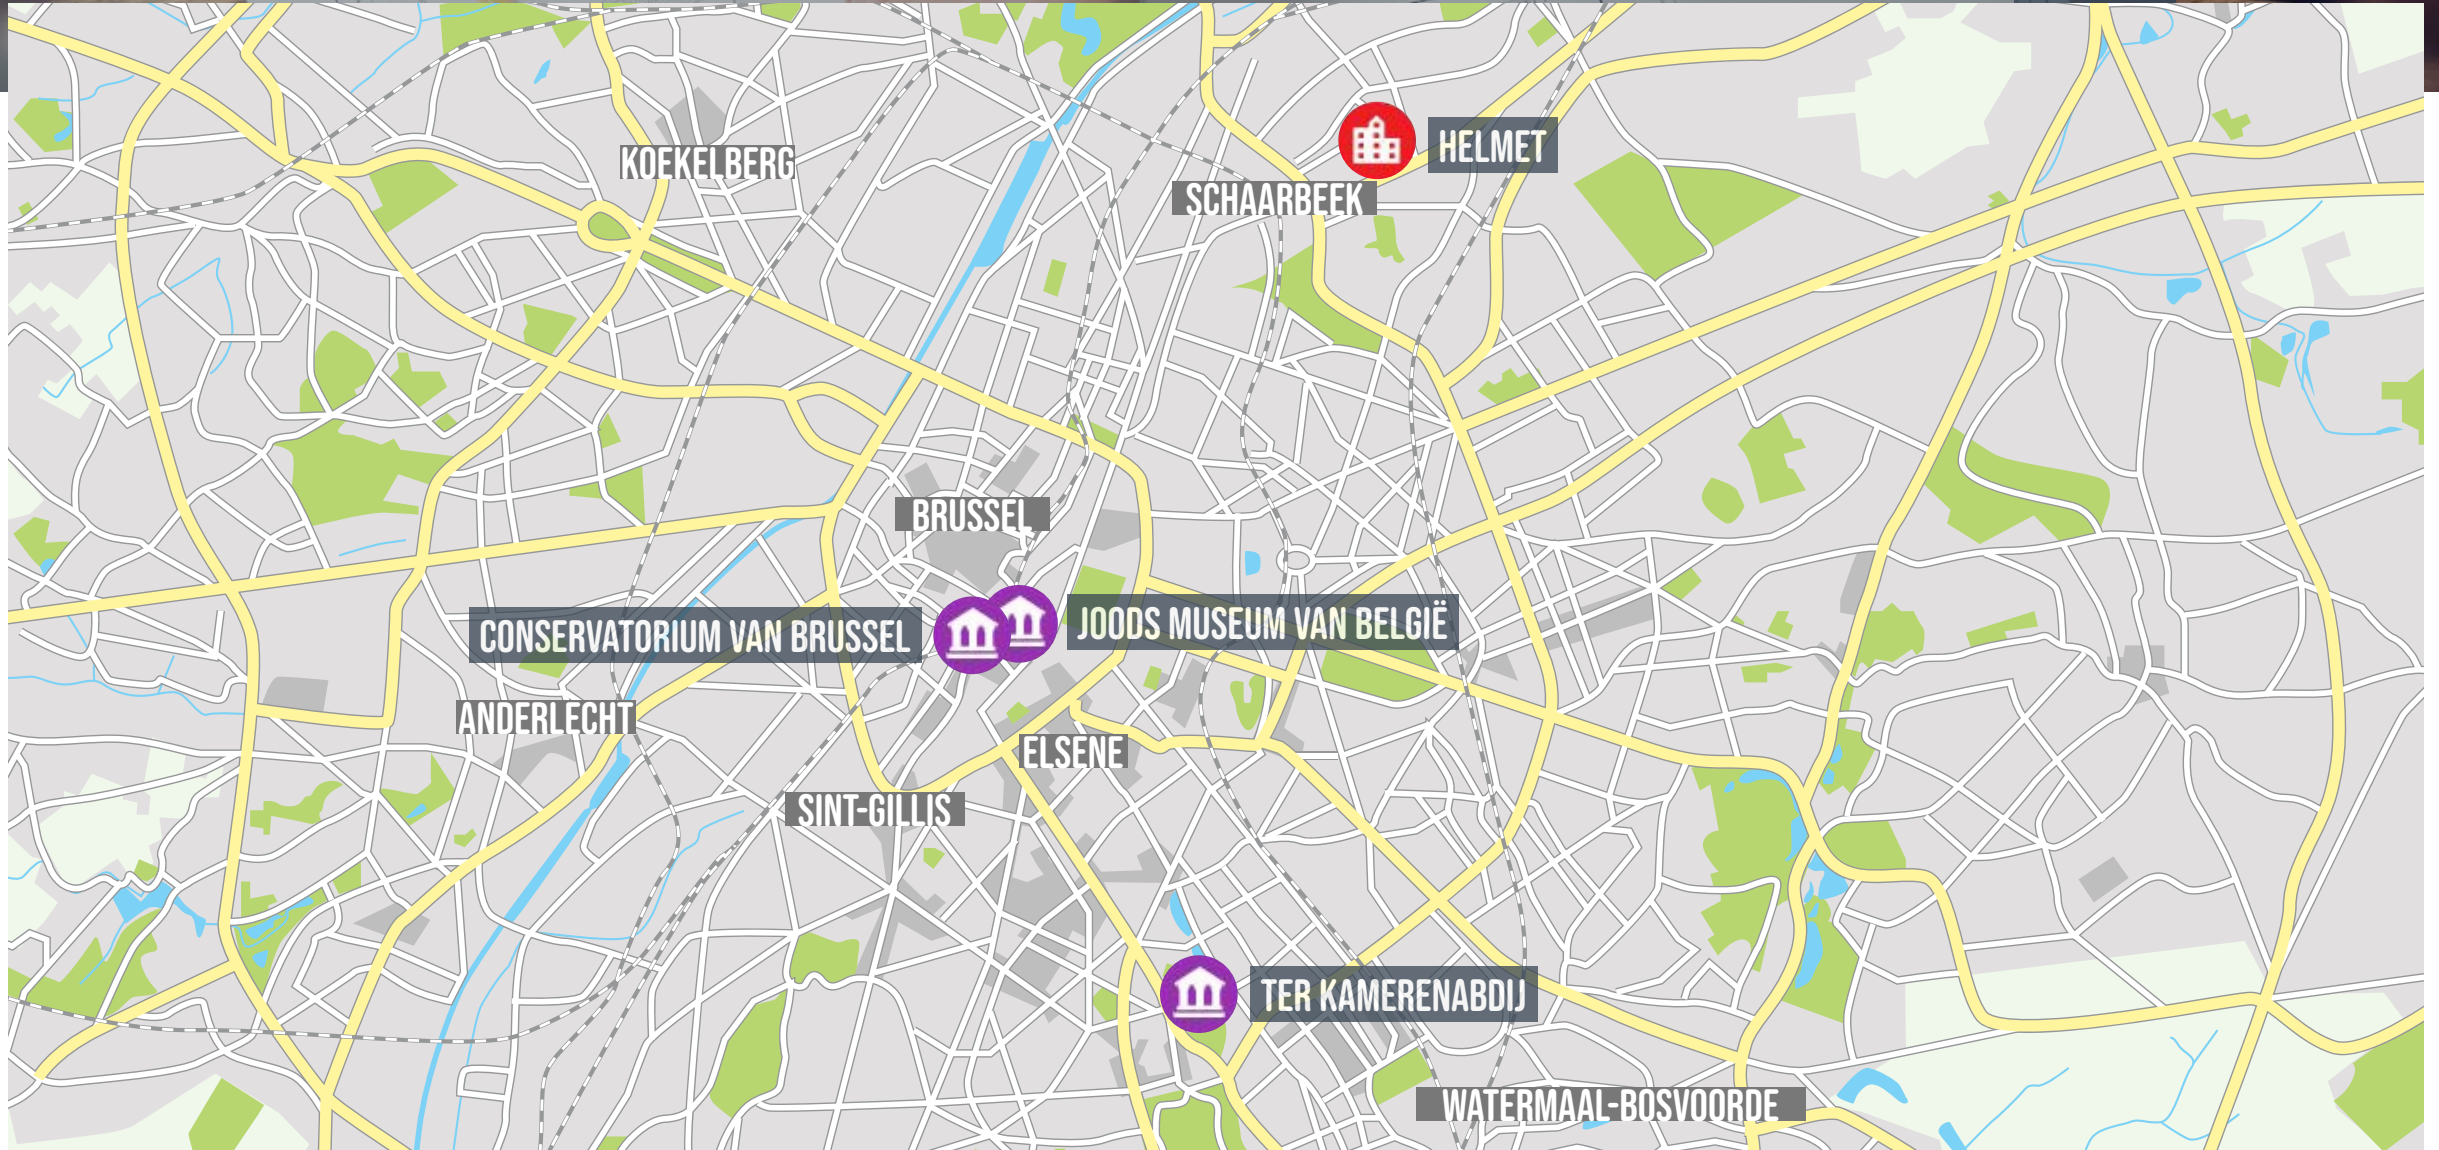 KOEKELBERG
HELMET
SCHAARBEEK
BRUSSEL
CONSERVATORIUM VAN BRUSSEL
JOODS MUSEUM VAN BELGIË
ANDERLECHT
ELSENE
SINT-GILLIS
TER KAMERENABDIJ
WATERMAAL-BOSVOORDE